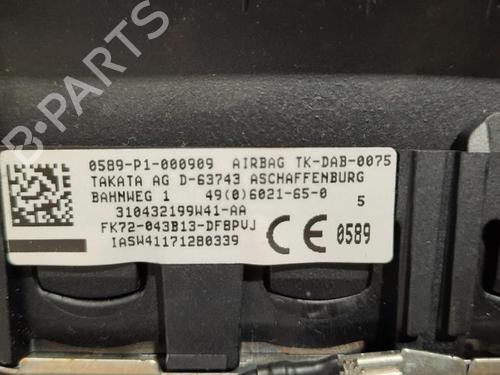 0589-P1-000909 AIRBAG TK-DAB-0075
TAKATA AG D-63743 ASCHAFFENBURG
BAHNWEG 1 49(0)6021-65-0
310432199W41-AA 5
FK72-043B13-DF8PVJ
IASW41171280339
CE 0589
B-PARTS